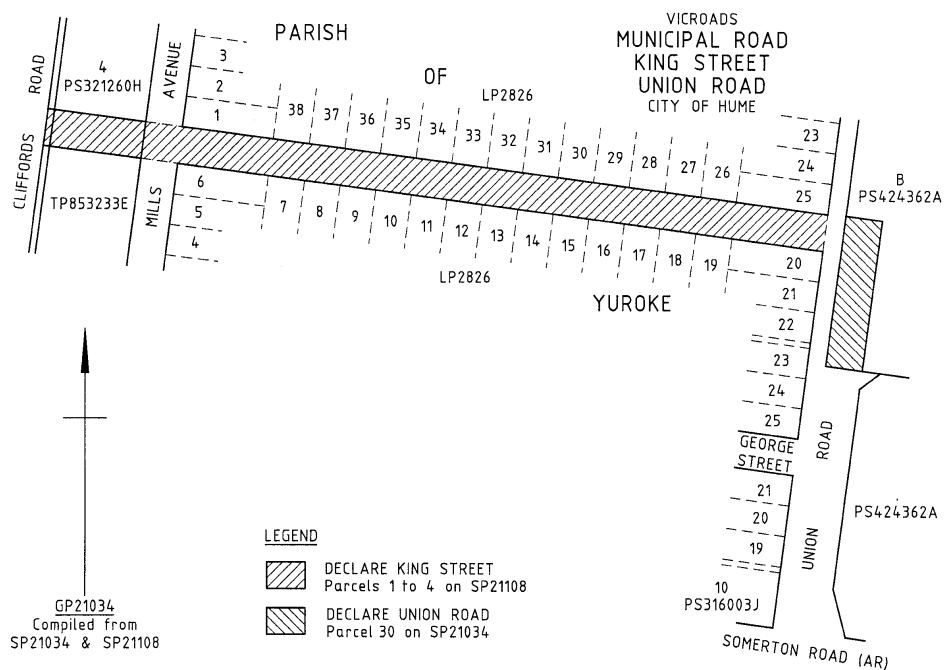 VICROADS
MUNICIPAL ROAD
KING STREET
UNION ROAD
CITY OF HUME
PARISH
OF
YUROKE
LP2826
LP2826
CLIFFORDS ROAD
4
PS321260H
TP853233E
MILLS AVENUE
3
2
1
38 37 36 35 34 33 32 31 30 29 28 27 26
23
24
25
B
PS424362A
6
5
4
7 8 9 10 11 12 13 14 15 16 17 18 19
20
21
22
23
24
25
GEORGE
STREET
21
20
19
10
PS316003J
UNION ROAD
PS424362A
SOMERTON ROAD (AR)
LEGEND
DECLARE KING STREET
Parcels 1 to 4 on SP21108
DECLARE UNION ROAD
Parcel 30 on SP21034
GP21034
Compiled from
SP21034 & SP21108